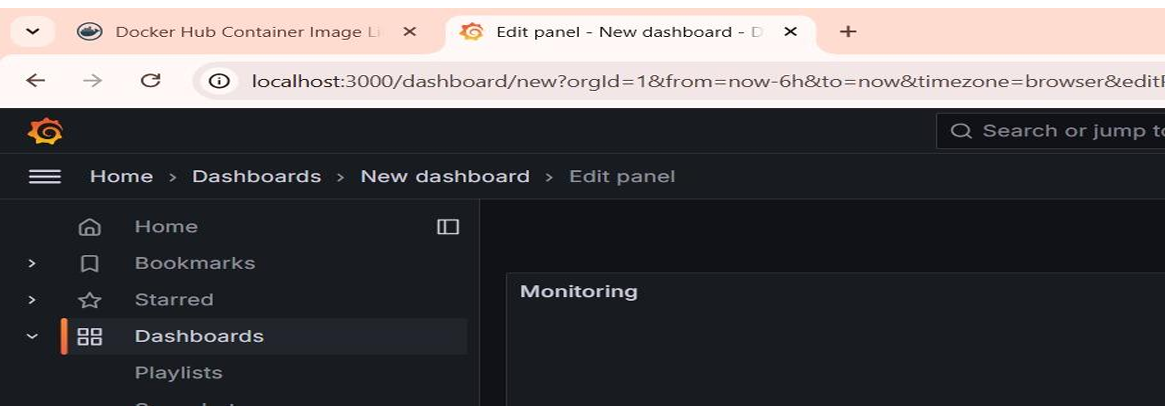 Docker Hub Container Image Li
Edit panel - New dashboard - D
localhost:3000/dashboard/new?orgId=1&from=now-6h&to=now&timezone=browser&edit
Search or jump to
Home > Dashboards > New dashboard > Edit panel
Home
Bookmarks
Starred
Dashboards
Playlists
Monitoring